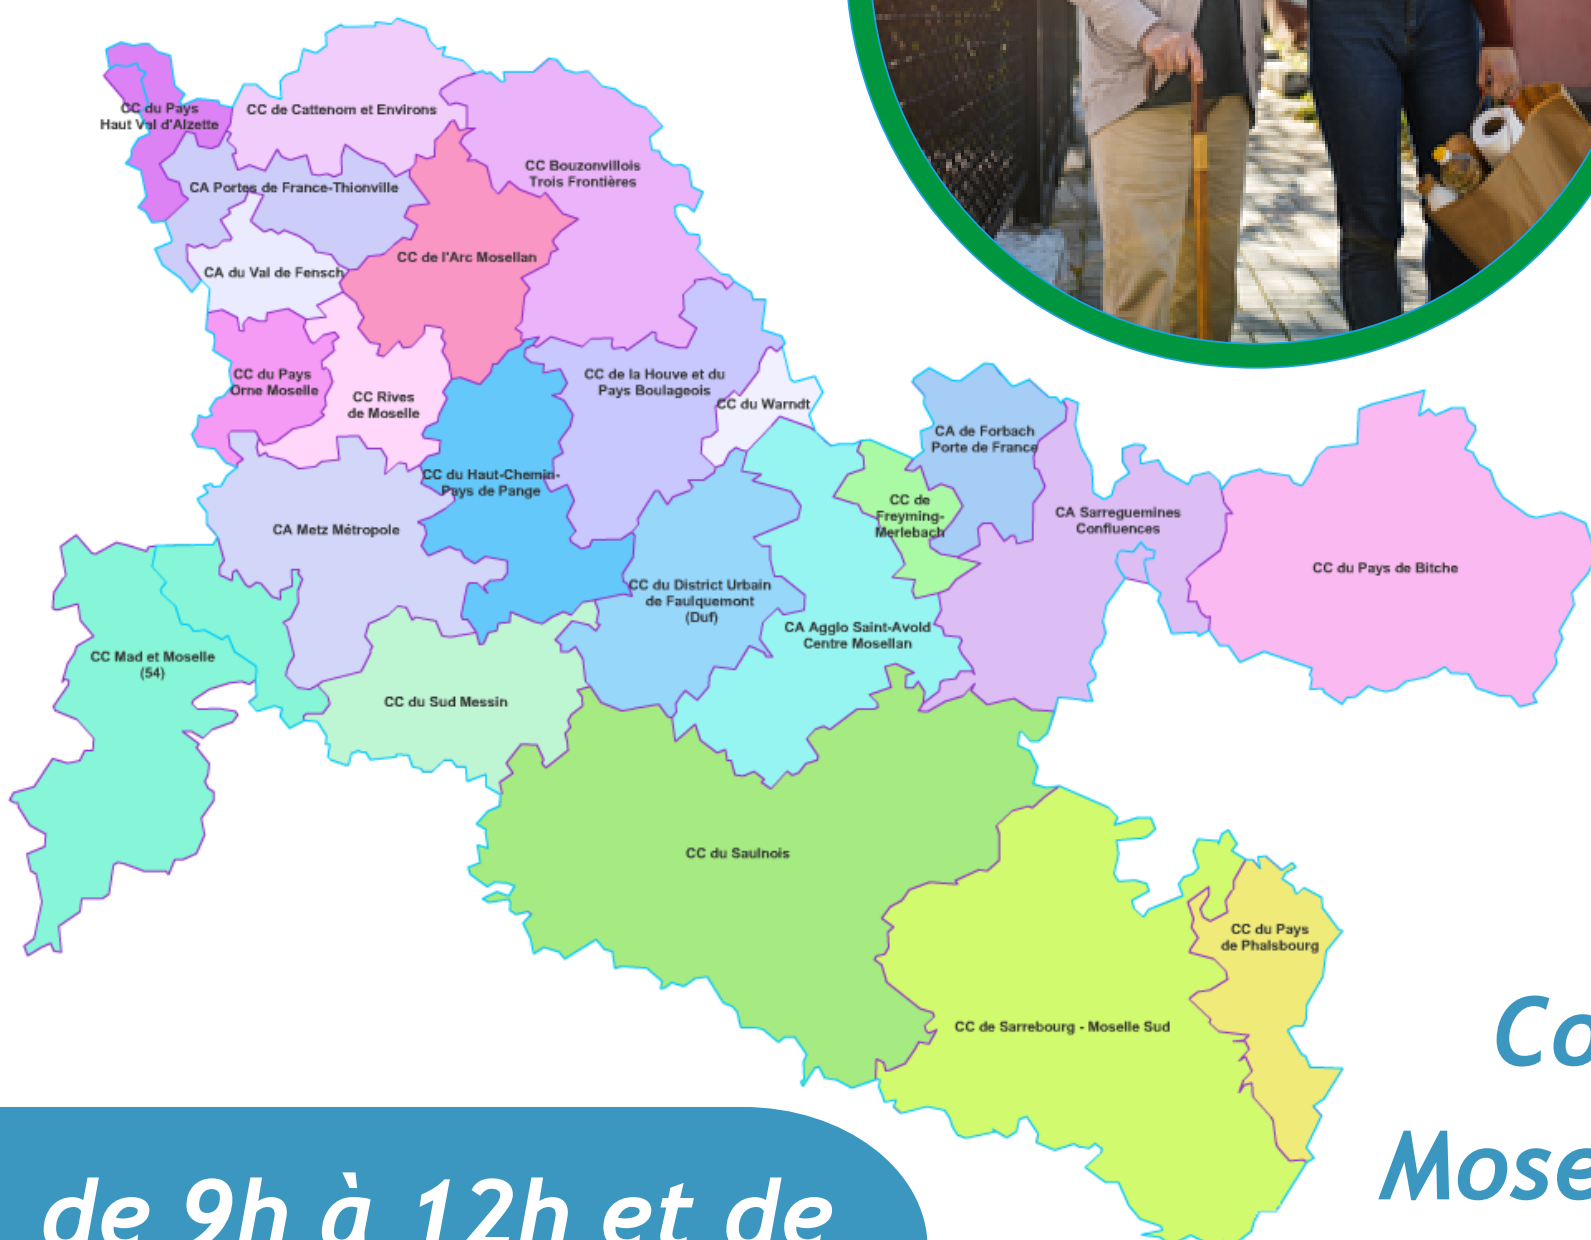 CC du Pays
Haut Val d'Alzette
CC de Cattenom et Environs
CC Bouzonvillois
Trois Frontières
CA Portes de France-Thionville
CC de l'Arc Mosellan
CA du Val de Fensch
CC du Pays
Orne Moselle
CC Rives
de Moselle
CC de la Houve et du
Pays Boulageois
CC du Warndt
CA de Forbach
Porte de France
CC du Haut-Chemin-
Pays de Pange
CC de
Freyming-
Merlebach
CA Sarreguemines
Confluences
CA Metz Métropole
CC du Pays de Bitche
CC du District Urbain
de Faulquemont
(Duf)
CA Agglo Saint-Avold
Centre Mosellan
CC Mad et Moselle
(54)
CC du Sud Messin
CC du Saulnois
CC du Pays
de Phalsbourg
CC de Sarrebourg - Moselle Sud
Co
Mose
de 9h à 12h et de